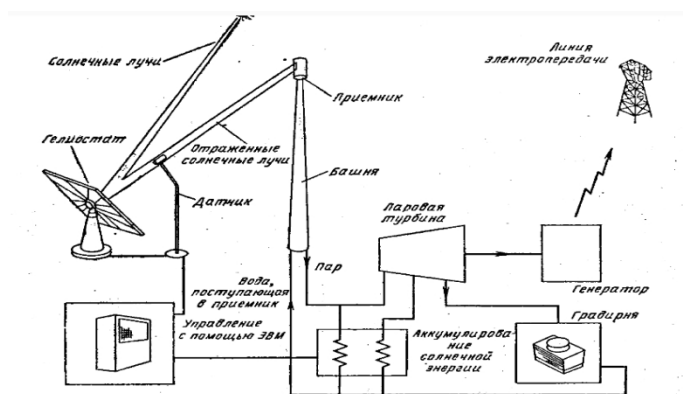 Солнечные лучи
Линия
электропередачи
Приемник
Гелиостат
Отраженные
солнечные лучи
Башня
Датчик
Паровая
турбина
Пар
Вода,
поступающая
в приемник
Генератор
Управление
с помощью ЭВМ
Градирня
Аккумулирова-
ние
солнечной
энергии